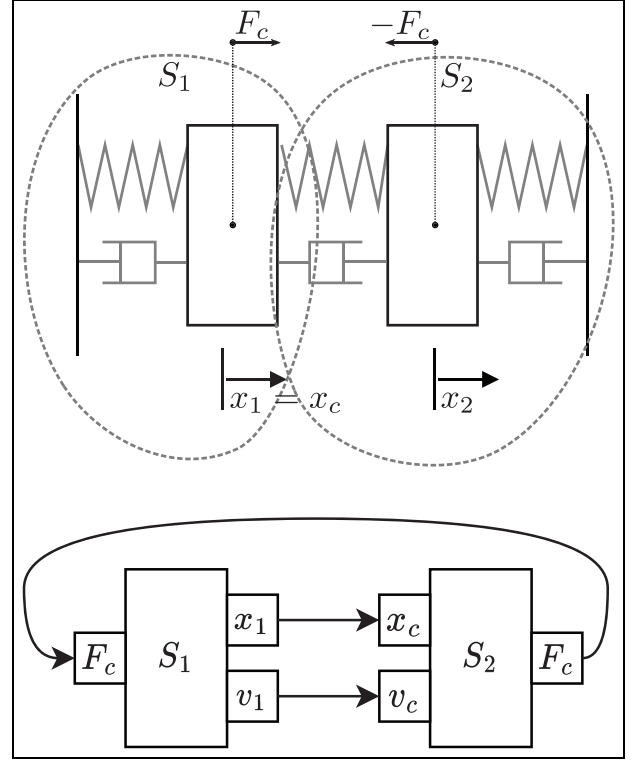 F_c −F_c
S_1 S_2
x_1 = x_c x_2
x_1 x_c
F_c S_1 S_2 F_c
v_1 v_c